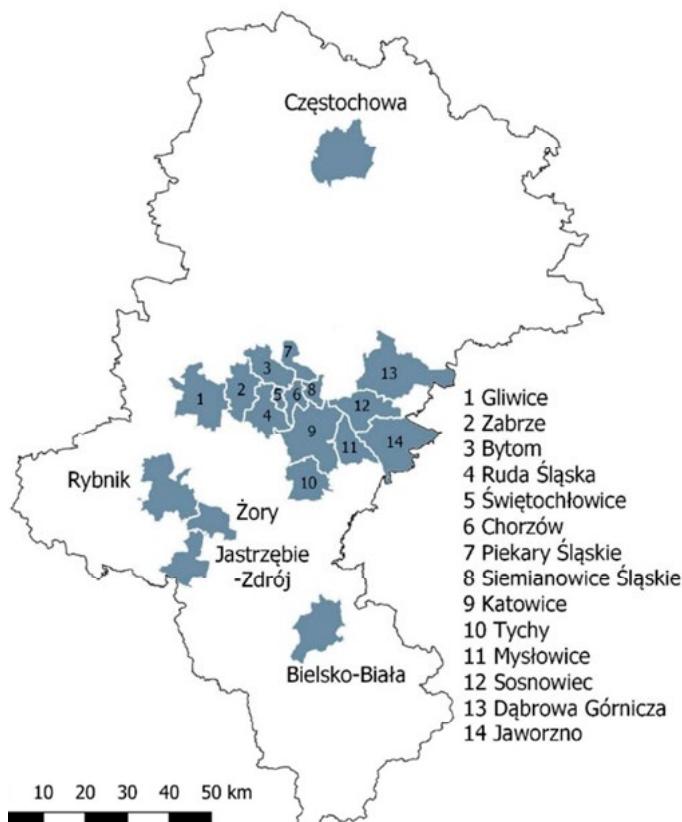 Częstochowa
7
3
13
1
2
5
6
8
4
12
9
11
14
10
Rybnik
Żory
Jastrzębie
-Zdrój
Bielsko-Biała
1 Gliwice
2 Zabrze
3 Bytom
4 Ruda Śląska
5 Świętochłowice
6 Chorzów
7 Piekary Śląskie
8 Siemianowice Śląskie
9 Katowice
10 Tychy
11 Mysłowice
12 Sosnowiec
13 Dąbrowa Górnicza
14 Jaworzno
10 20 30 40 50 km